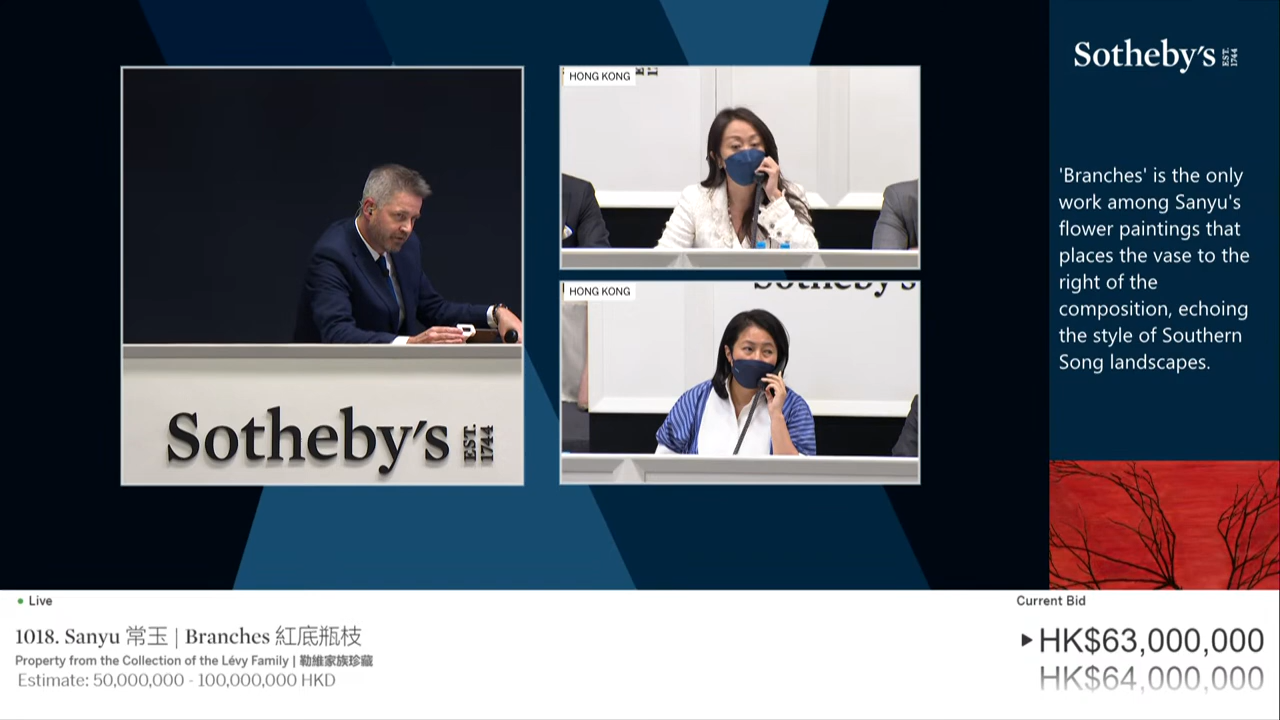 HONG KONG
Sotheby's EST. 1744
'Branches' is the only
work among Sanyu's
flower paintings that
places the vase to the
right of the
composition, echoing
the style of Southern
Song landscapes.
HONG KONG
Sotheby's
Sotheby's EST. 1744
Live
1018. Sanyu 常玉 | Branches 紅底瓶枝
Property from the Collection of the Lévy Family | 勒維家族珍藏
Estimate: 50,000,000 - 100,000,000 HKD
Current Bid
HK$63,000,000
HK$64,000,000